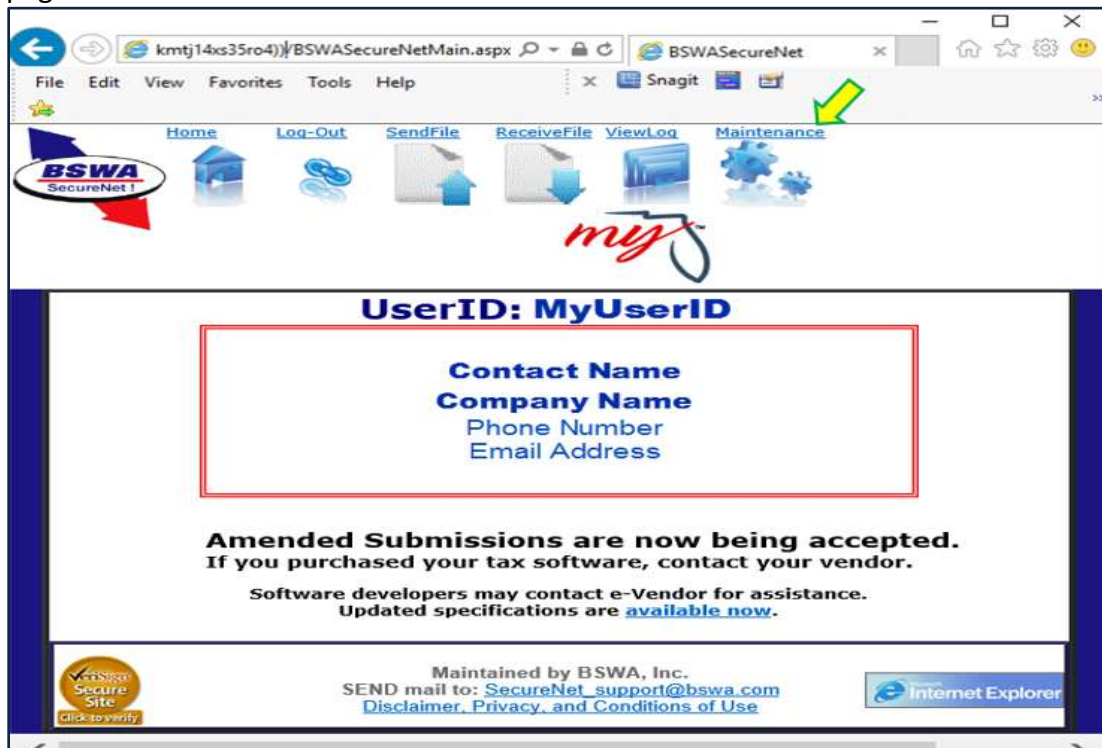 kmtj14xs35ro4))/BSWASecureNetMain.aspx
BSWASecureNet
File Edit View Favorites Tools Help
Snagit
Home Log-Out SendFile ReceiveFile ViewLog Maintenance
BSWA
SecureNet !
my
UserID: MyUserID
Contact Name
Company Name
Phone Number
Email Address
Amended Submissions are now being accepted.
If you purchased your tax software, contact your vendor.
Software developers may contact e-Vendor for assistance.
Updated specifications are available now.
VeriSign
Secure
Site
Click to verify
Maintained by BSWA, Inc.
SEND mail to: SecureNet_support@bswa.com
Disclaimer, Privacy, and Conditions of Use
Internet Explorer